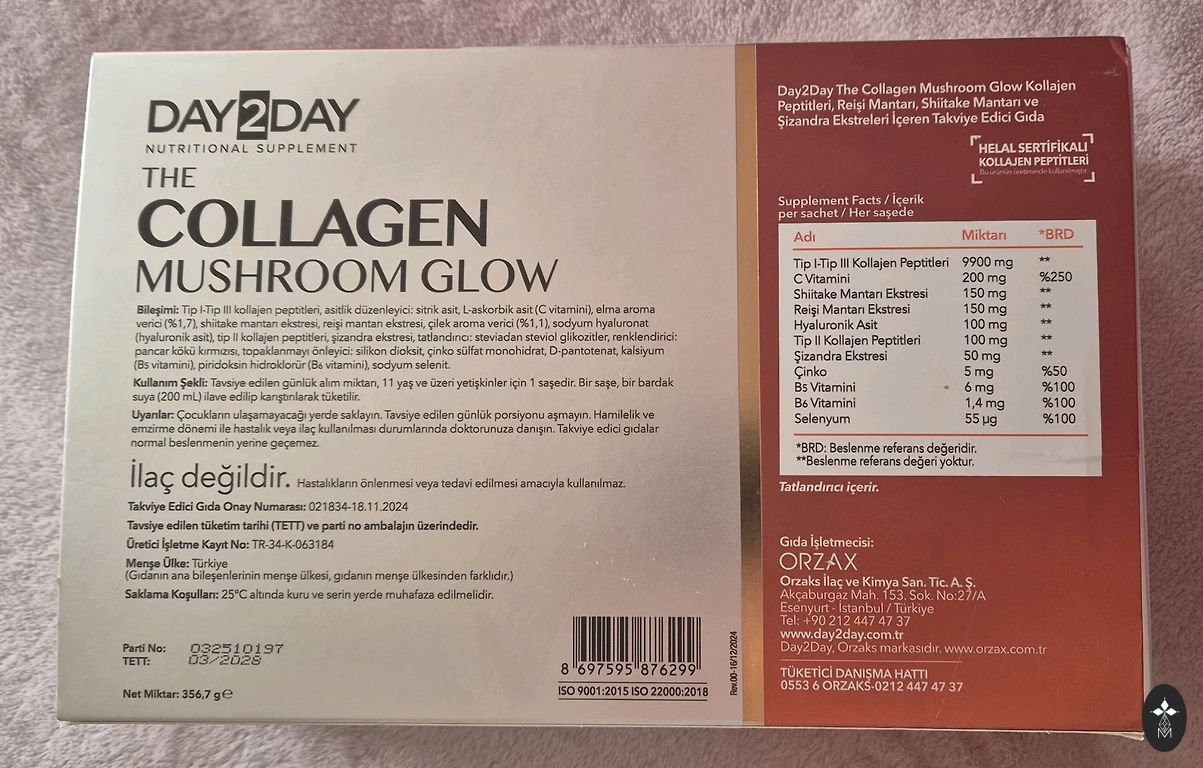 DAY2DAY
NUTRITIONAL SUPPLEMENT
THE
COLLAGEN
MUSHROOM GLOW
Bileşimi: Tip I-Tip III kollajen peptitleri, asitlik düzenleyici: sitrik asit, L-askorbik asit (C vitamini), elma aroma
verici (%1,7), shiitake mantarı ekstresi, reişi mantarı ekstresi, çilek aroma verici (%1,1), sodyum hyaluronat
(hyaluronik asit), tip II kollajen peptitleri, şizandra ekstresi, tatlandırıcı: steviadan steviol glikozitler, renklendirici:
pancar kökü kırmızısı, topaklanmayı önleyici: silikon dioksit, çinko sülfat monohidrat, D-pantotenat, kalsiyum
(B5 vitamini), piridoksin hidroklorür (B6 vitamini), sodyum selenit.
Kullanım Şekli: Tavsiye edilen günlük alım miktarı, 11 yaş ve üzeri yetişkinler için 1 saşedir. Bir saşe, bir bardak
suya (200 mL) ilave edilip karıştırılarak tüketilir.
Uyarılar: Çocukların ulaşamayacağı yerde saklayın. Tavsiye edilen günlük porsiyonu aşmayın. Hamilelik ve
emzirme dönemi ile hastalık veya ilaç kullanılması durumlarında doktorunuza danışın. Takviye edici gıdalar
normal beslenmenin yerine geçemez.
İlaç değildir. Hastalıkların önlenmesi veya tedavi edilmesi amacıyla kullanılmaz.
Takviye Edici Gıda Onay Numarası: 021834-18.11.2024
Tavsiye edilen tüketim tarihi (TETT) ve parti no ambalajın üzerindedir.
Üretici İşletme Kayıt No: TR-34-K-063184
Menşe Ülke: Türkiye
(Gıdanın ana bileşenlerinin menşe ülkesi, gıdanın menşe ülkesinden farklıdır.)
Saklama Koşulları: 25°C altında kuru ve serin yerde muhafaza edilmelidir.
Parti No: 032510197
TETT: 03/2028
Net Miktar: 356,7 g e
8 697595 876299
ISO 9001:2015 ISO 22000:2018
Rev.00-16/12/2024
Day2Day The Collagen Mushroom Glow Kollajen
Peptitleri, Reişi Mantarı, Shiitake Mantarı ve
Şizandra Ekstreleri İçeren Takviye Edici Gıda
HELAL SERTİFİKALI
KOLLAJEN PEPTİTLERİ
Bu ürünün üretiminde kullanılmıştır.
Supplement Facts / İçerik
per sachet / Her saşede
Adı Miktarı *BRD
Tip I-Tip III Kollajen Peptitleri 9900 mg **
C Vitamini 200 mg %250
Shiitake Mantarı Ekstresi 150 mg **
Reişi Mantarı Ekstresi 150 mg **
Hyaluronik Asit 100 mg **
Tip II Kollajen Peptitleri 100 mg **
Şizandra Ekstresi 50 mg **
Çinko 5 mg %50
B5 Vitamini 6 mg %100
B6 Vitamini 1,4 mg %100
Selenyum 55 µg %100
*BRD: Beslenme referans değeridir.
**Beslenme referans değeri yoktur.
Tatlandırıcı içerir.
Gıda İşletmecisi:
ORZAX
Orzaks İlaç ve Kimya San. Tic. A. Ş.
Akçaburgaz Mah. 153. Sok. No:27/A
Esenyurt - İstanbul / Türkiye
Tel: +90 212 447 47 37
www.day2day.com.tr
Day2Day, Orzaks markasıdır. www.orzax.com.tr
TÜKETİCİ DANIŞMA HATTI
0553 6 ORZAKS-0212 447 47 37
M